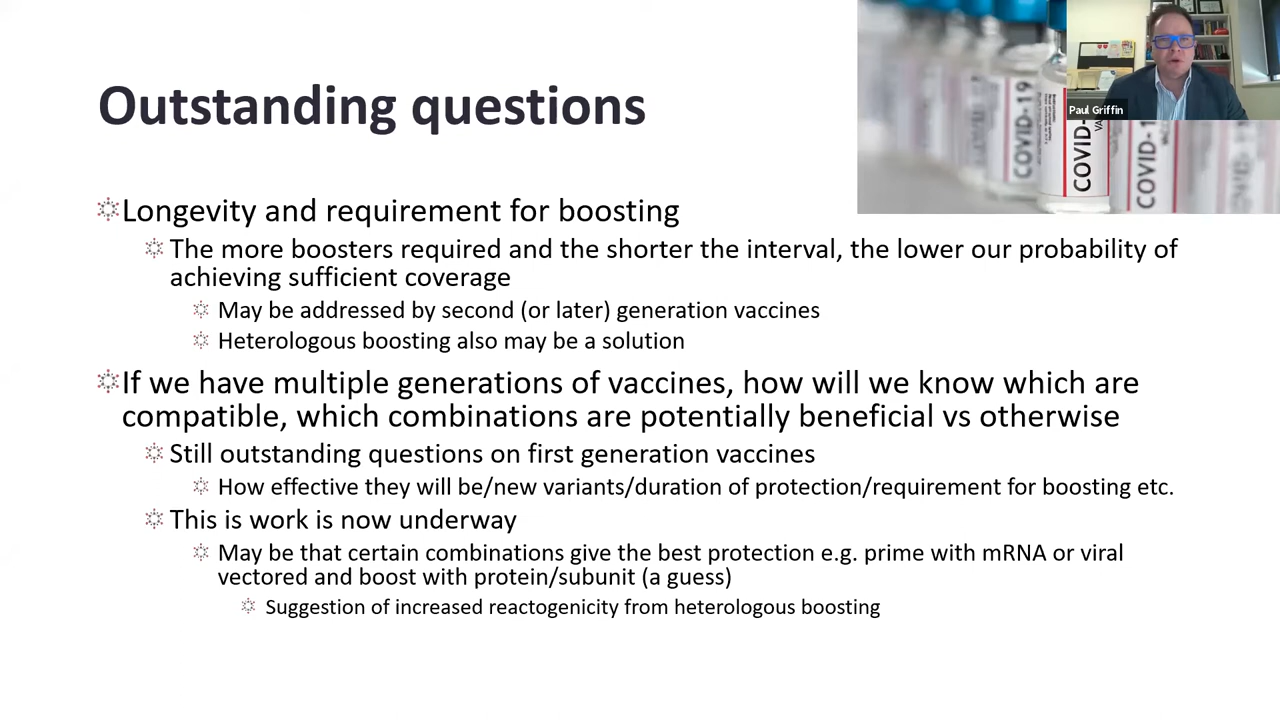 Outstanding questions
Paul Griffin
COVID-19
COVID-
VA
COVID-1
Longevity and requirement for boosting
The more boosters required and the shorter the interval, the lower our probability of
achieving sufficient coverage
May be addressed by second (or later) generation vaccines
Heterologous boosting also may be a solution
If we have multiple generations of vaccines, how will we know which are
compatible, which combinations are potentially beneficial vs otherwise
Still outstanding questions on first generation vaccines
How effective they will be/new variants/duration of protection/requirement for boosting etc.
This is work is now underway
May be that certain combinations give the best protection e.g. prime with mRNA or viral
vectored and boost with protein/subunit (a guess)
Suggestion of increased reactogenicity from heterologous boosting